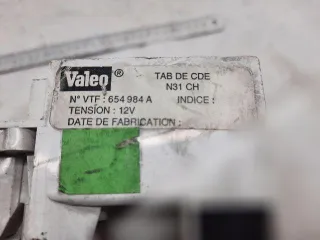 Valeo®
TAB DE CDE
N31 CH
N° VTF : 654 984 A INDICE :
TENSION : 12V
DATE DE FABRICATION :